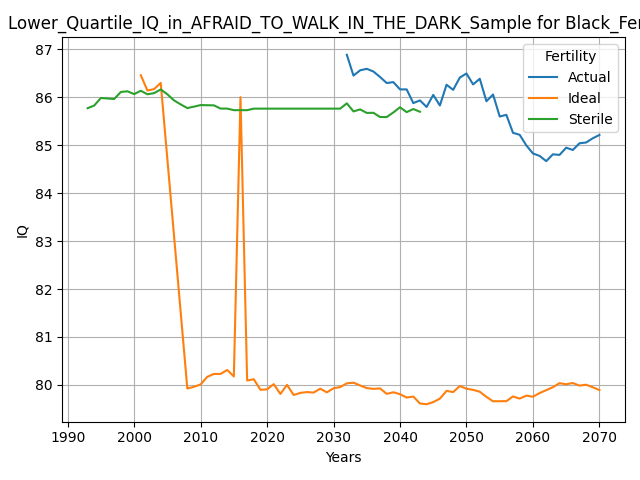 Lower_Quartile_IQ_in_AFRAID_TO_WALK_IN_THE_DARK_Sample for Black_Fe
Fertility
Actual
Ideal
Sterile
87
86
85
84
83
82
81
80
IQ
1990 2000 2010 2020 2030 2040 2050 2060 2070
Years